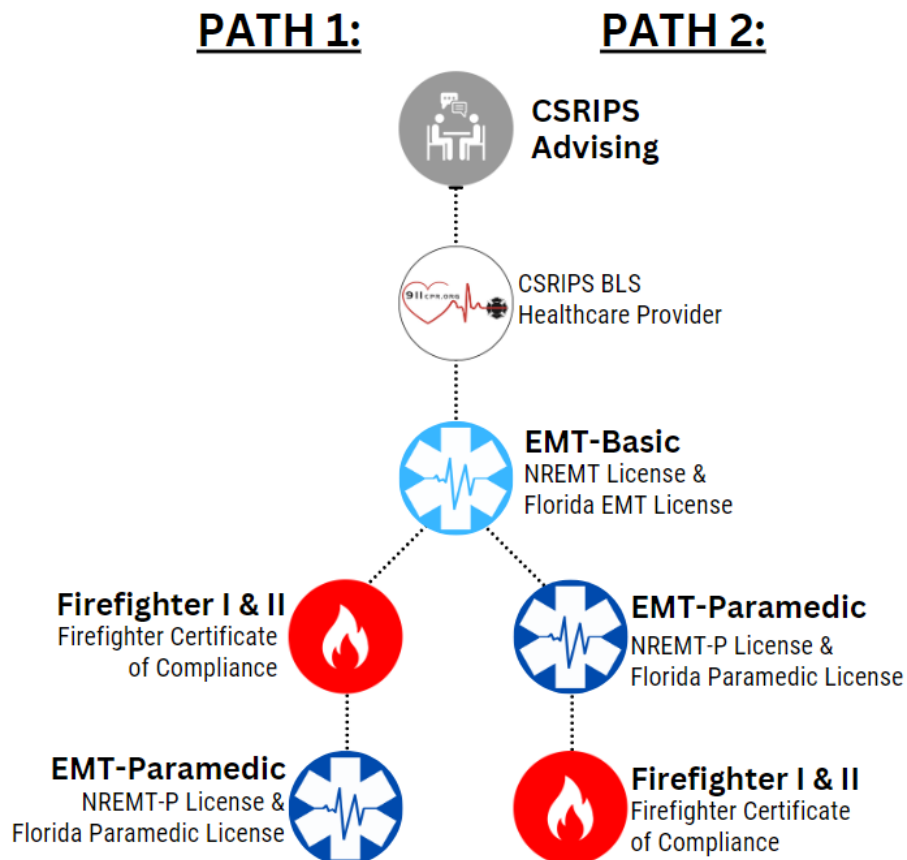 PATH 1:
PATH 2:
CSRIPS
Advising
911CPR.ORG
CSRIPS BLS
Healthcare Provider
EMT-Basic
NREMT License &
Florida EMT License
Firefighter I & II
Firefighter Certificate
of Compliance
EMT-Paramedic
NREMT-P License &
Florida Paramedic License
EMT-Paramedic
NREMT-P License &
Florida Paramedic License
Firefighter I & II
Firefighter Certificate
of Compliance